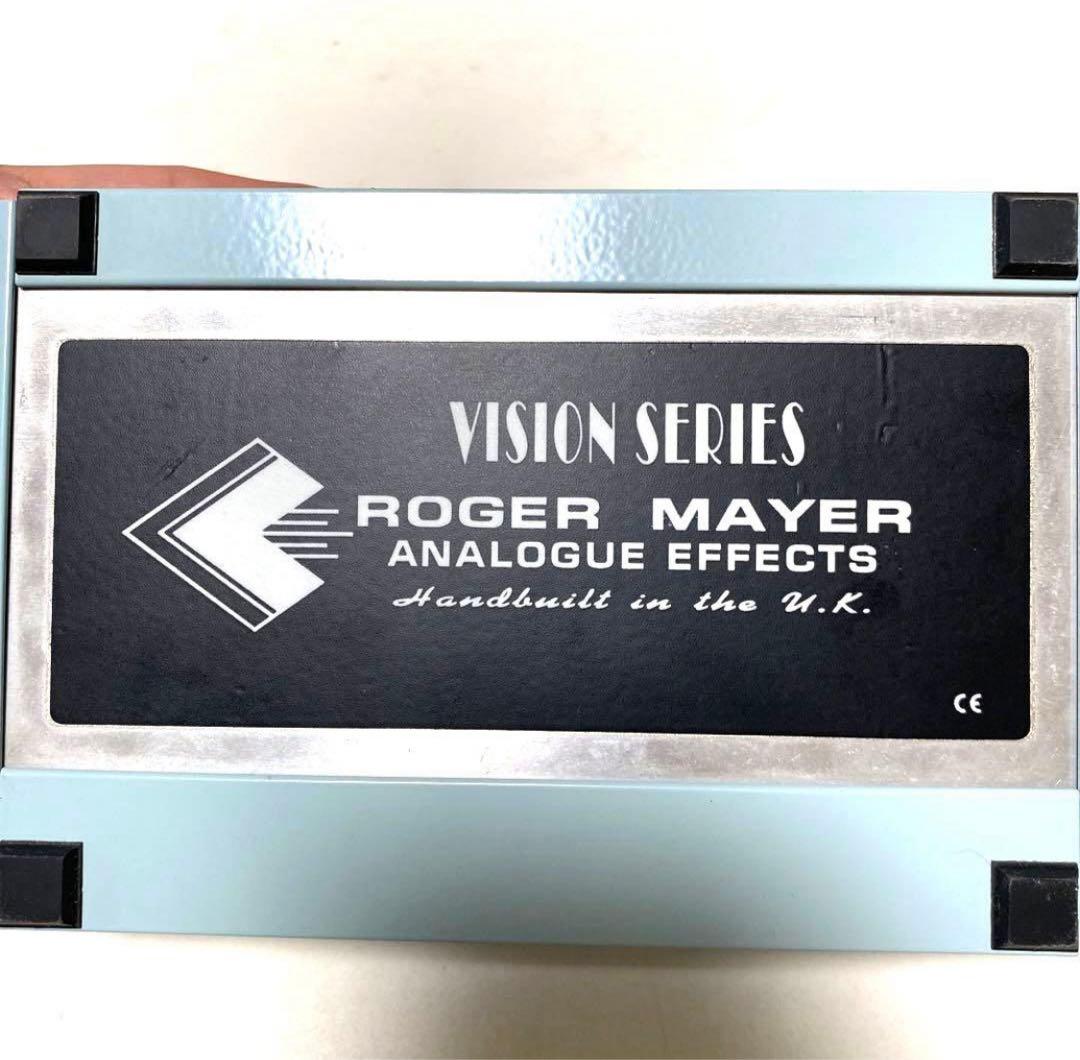 VISION SERIES
ROGER MAYER
ANALOGUE EFFECTS
Handbuilt in the U.K.
CE